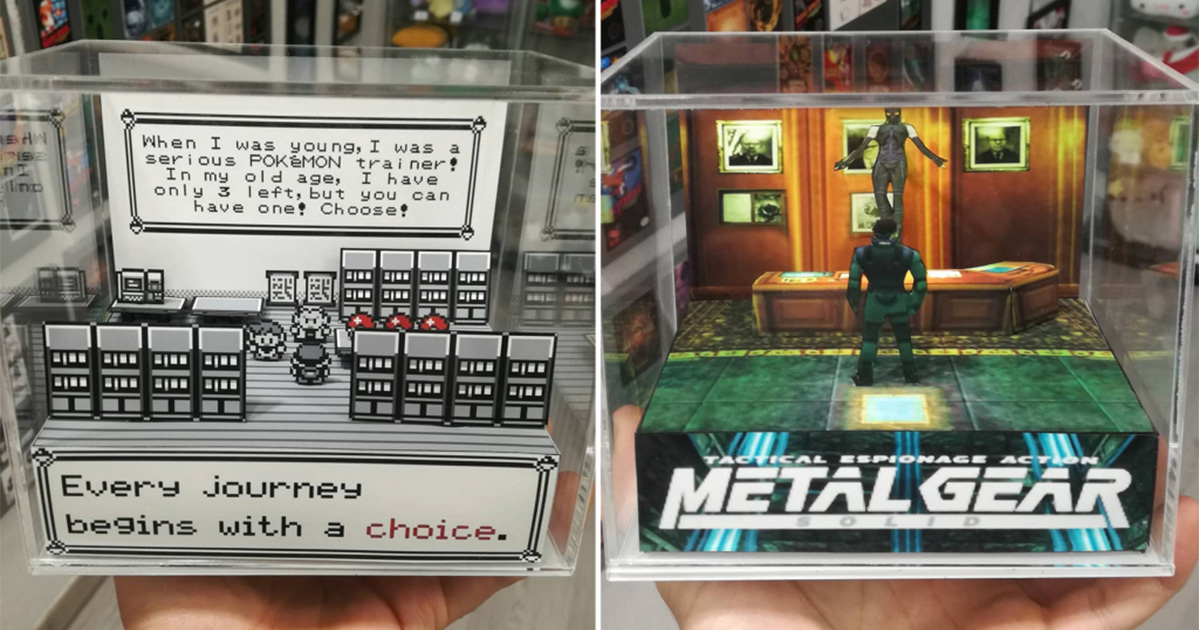 When I was young, I was a
serious POKéMON trainer!
In my old age, I have
only 3 left, but you can
have one! Choose!
Every journey
begins with a choice.
TACTICAL ESPIONAGE ACTION
METAL GEAR
SOLID